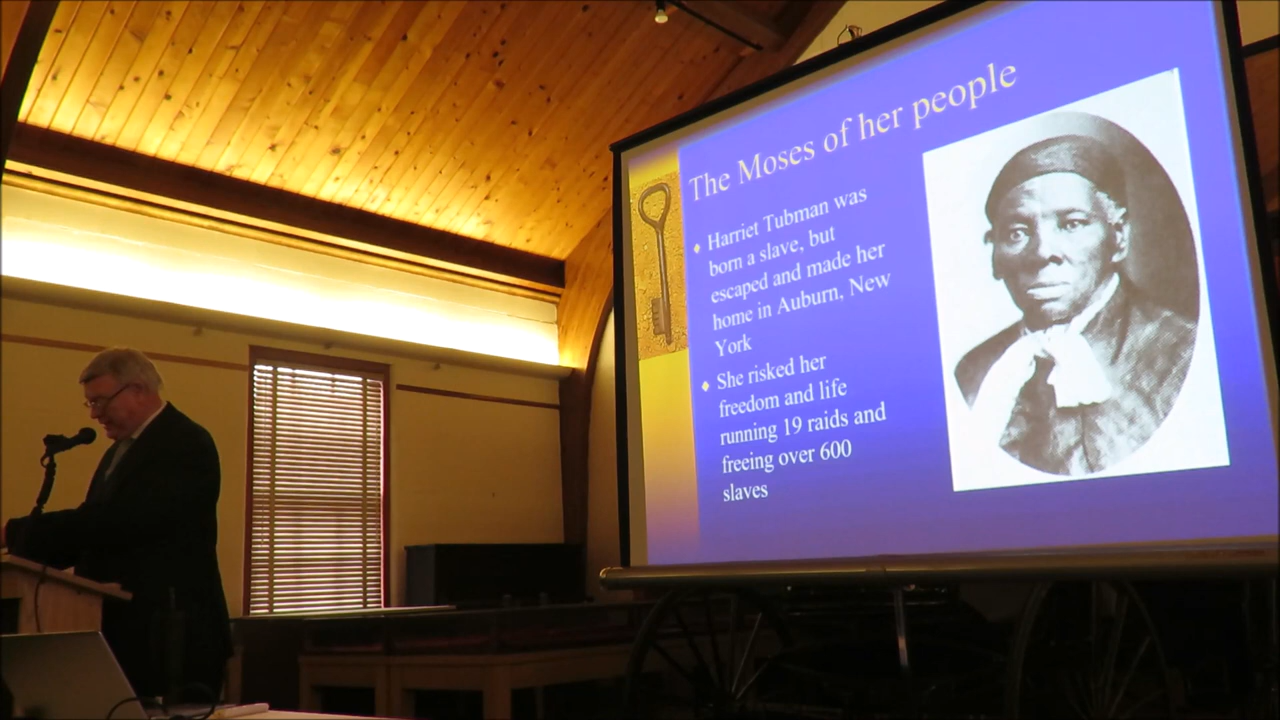 The Moses of her people
Harriet Tubman was
born a slave, but
escaped and made her
home in Auburn, New
York
She risked her
freedom and life
running 19 raids and
freeing over 600
slaves